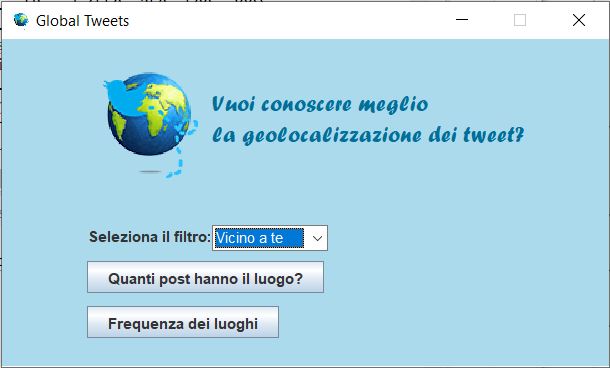 Global Tweets
Vuoi conoscere meglio
la geolocalizzazione dei tweet?
Seleziona il filtro: Vicino a te
Quanti post hanno il luogo?
Frequenza dei luoghi